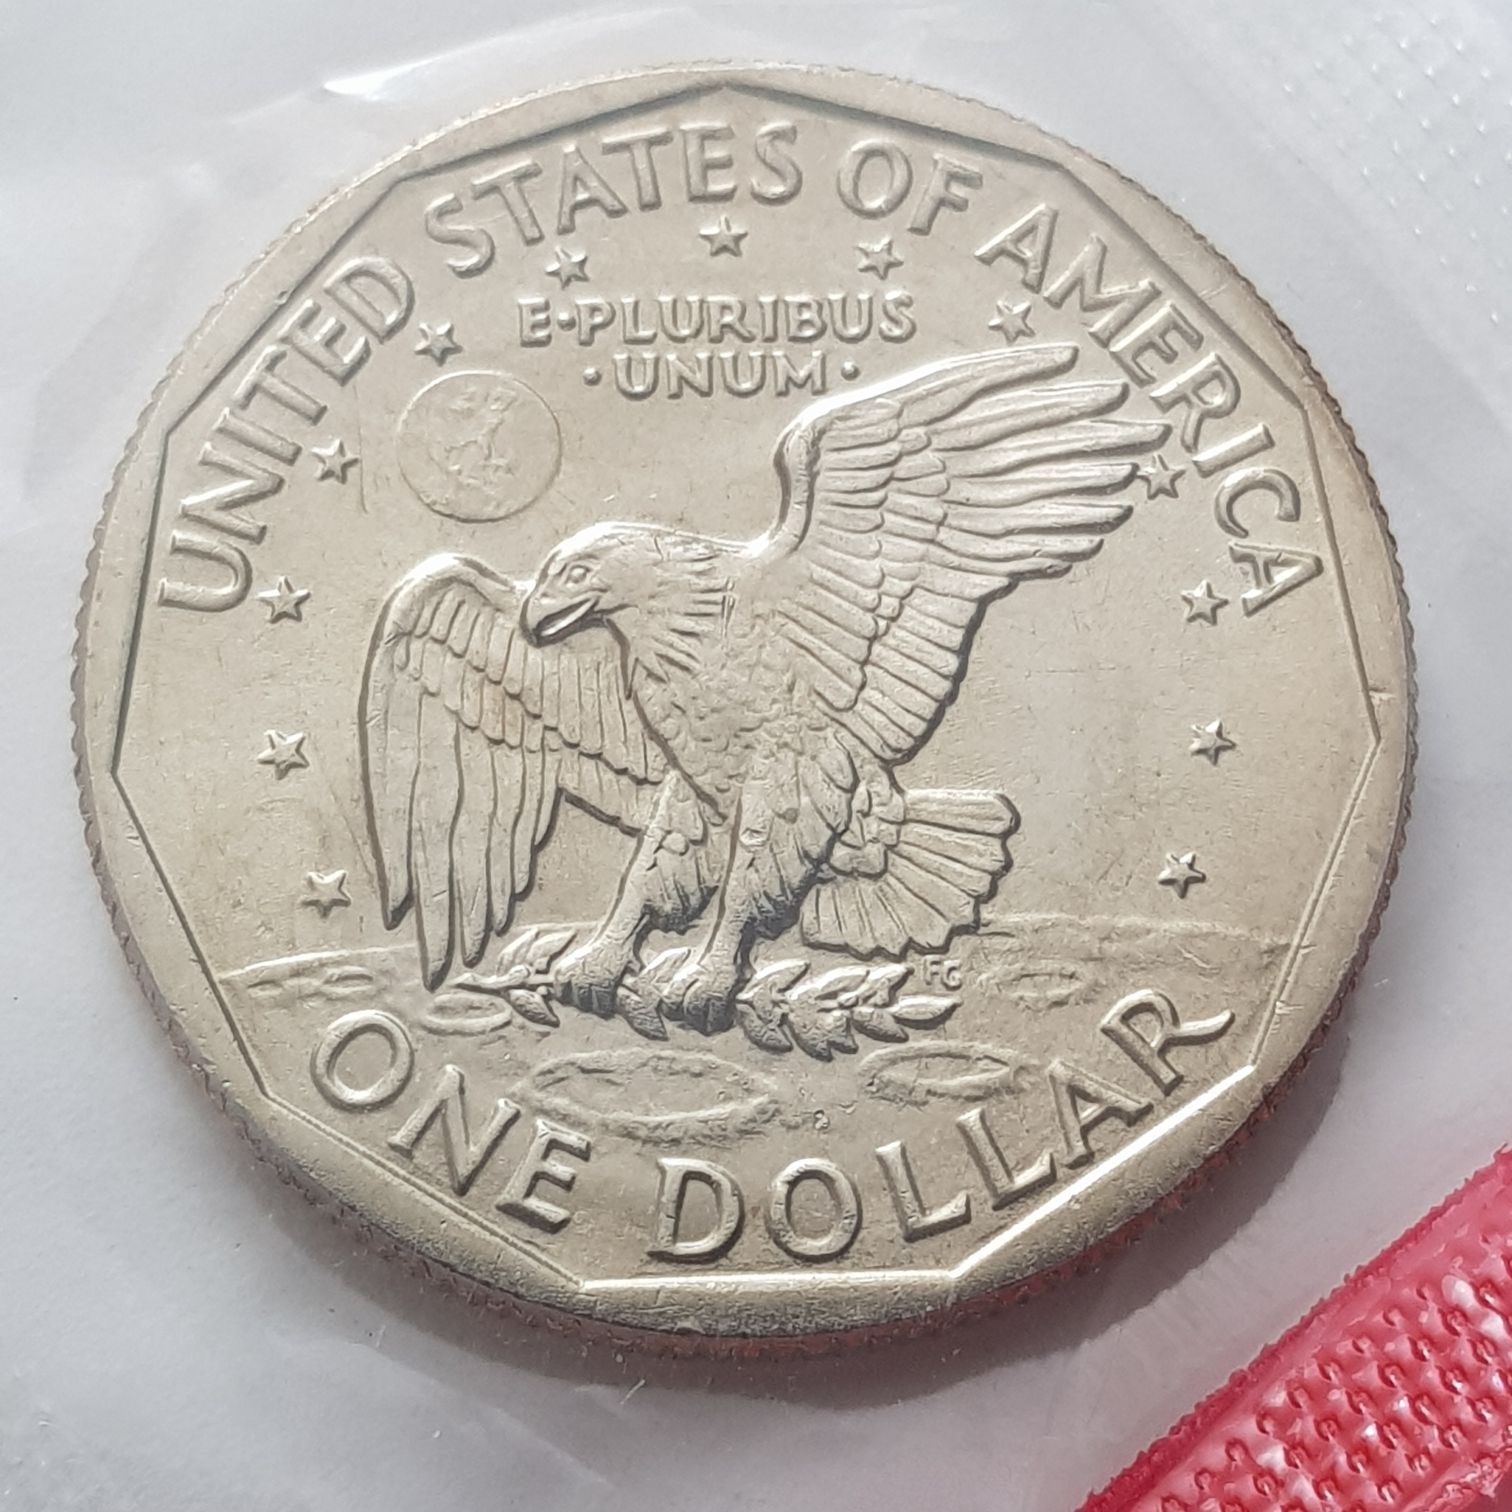 UNITED STATES OF AMERICA
E·PLURIBUS
·UNUM·
FG
ONE DOLLAR